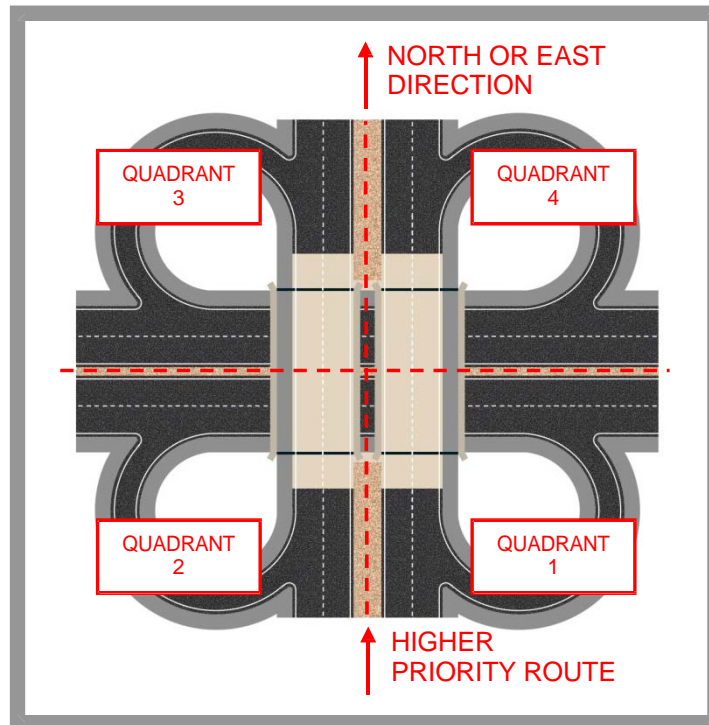 NORTH OR EAST
DIRECTION
QUADRANT
3
QUADRANT
4
QUADRANT
2
QUADRANT
1
HIGHER
PRIORITY ROUTE